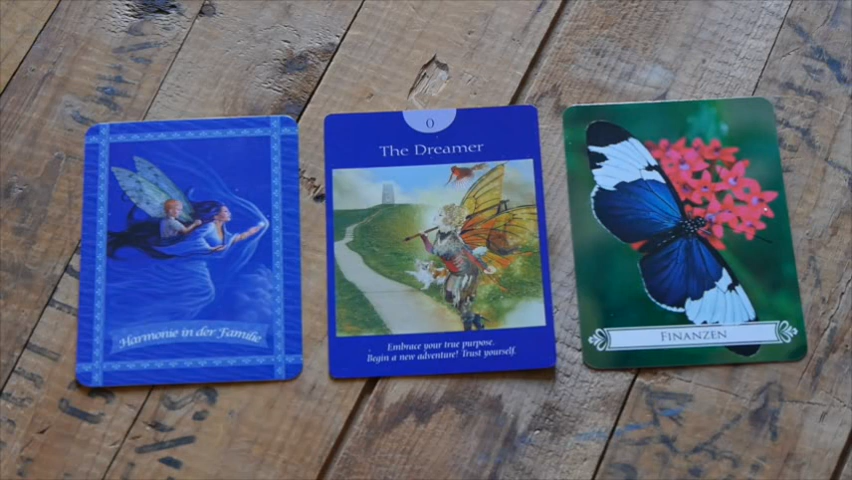 Harmonie in der Familie
0
The Dreamer
Embrace your true purpose.
Begin a new adventure! Trust yourself.
FINANZEN